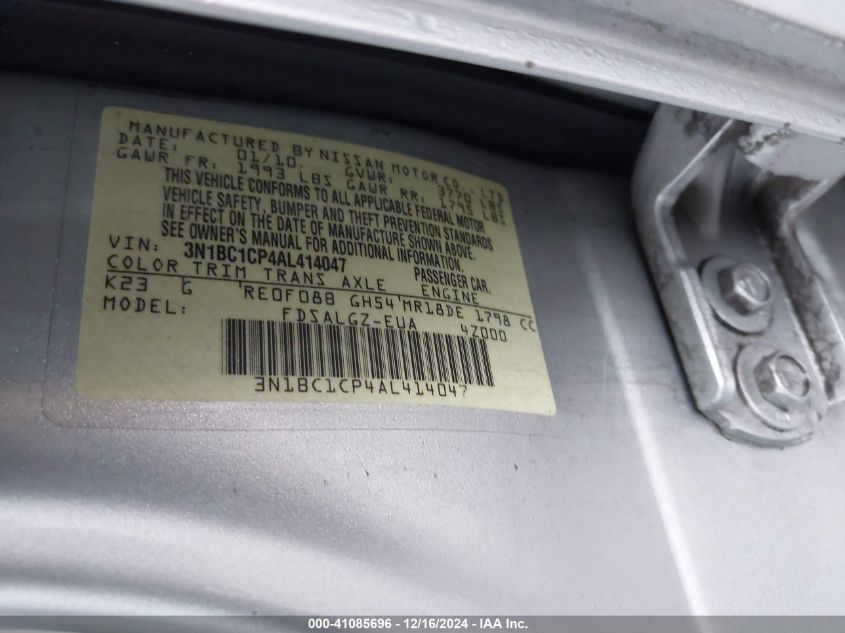 MANUFACTURED BY NISSAN MOTOR CO., LTD
DATE: 01/10 GVWR: 3770 LBS
GAWR FR: 1993 LBS GAWR RR: 1793 LBS
THIS VEHICLE CONFORMS TO ALL APPLICABLE FEDERAL MOTOR
VEHICLE SAFETY, BUMPER AND THEFT PREVENTION STANDARDS
IN EFFECT ON THE DATE OF MANUFACTURE SHOWN ABOVE.
SEE OWNER'S MANUAL FOR ADDITIONAL INFORMATION.
VIN: 3N1BC1CP4AL414047 PASSENGER CAR.
COLOR TRIM TRANS AXLE ENGINE
K23 G RE0F08B GH54 MR18DE 1798 CC
MODEL: FDSALGZ-EUA 4Z000
3N1BC1CP4AL414047
000-41085696 - 12/16/2024 - IAA Inc.